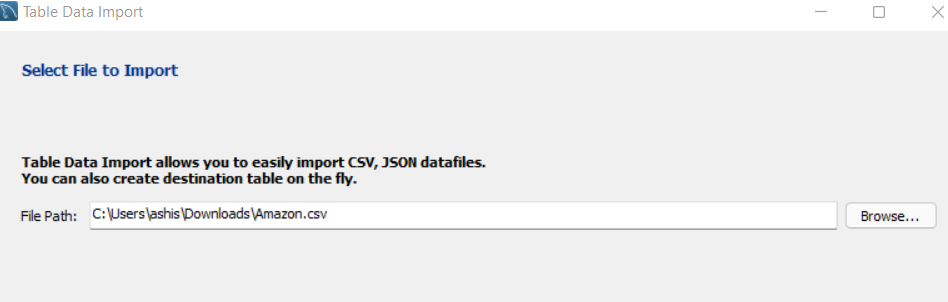 Table Data Import
Select File to Import
Table Data Import allows you to easily import CSV, JSON datafiles.
You can also create destination table on the fly.
File Path: C:\Users\ashis\Downloads\Amazon.csv Browse...